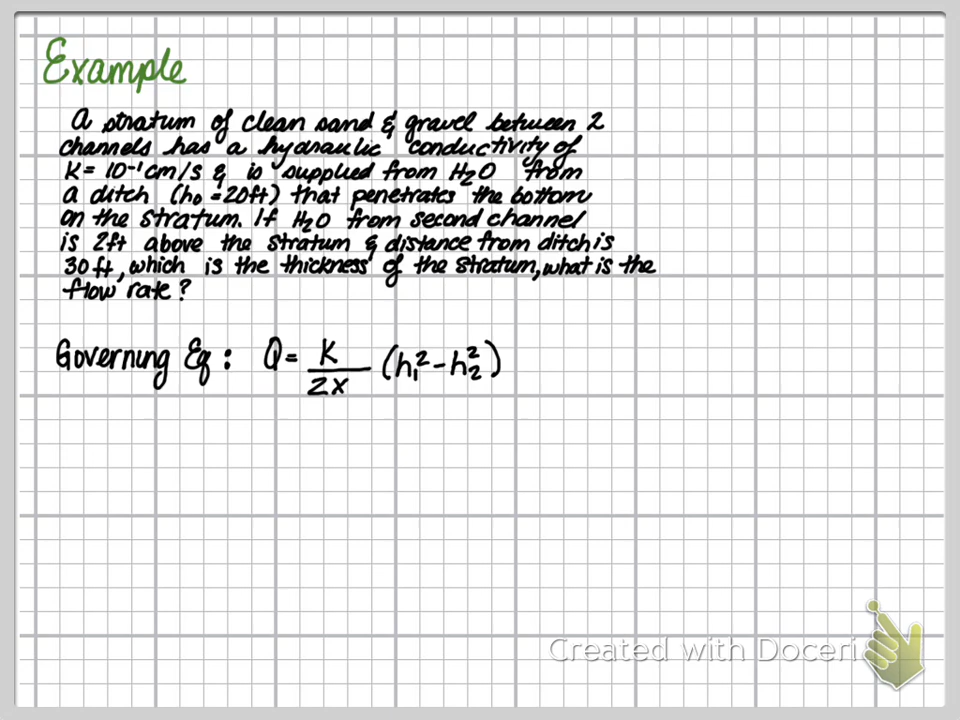 Example
A stratum of clean sand & gravel between 2
channels has a hydraulic conductivity of
K= 10⁻¹ cm/s & is supplied from H₂O from
a ditch (h₀ =20ft) that penetrates the bottom
on the stratum. If H₂O from second channel
is 2ft above the stratum & distance from ditch is
30 ft, which is the thickness of the stratum, what is the
flow rate?
Governing Eq : Q= K/2x (h₁² - h₂²)
Created with Doceri